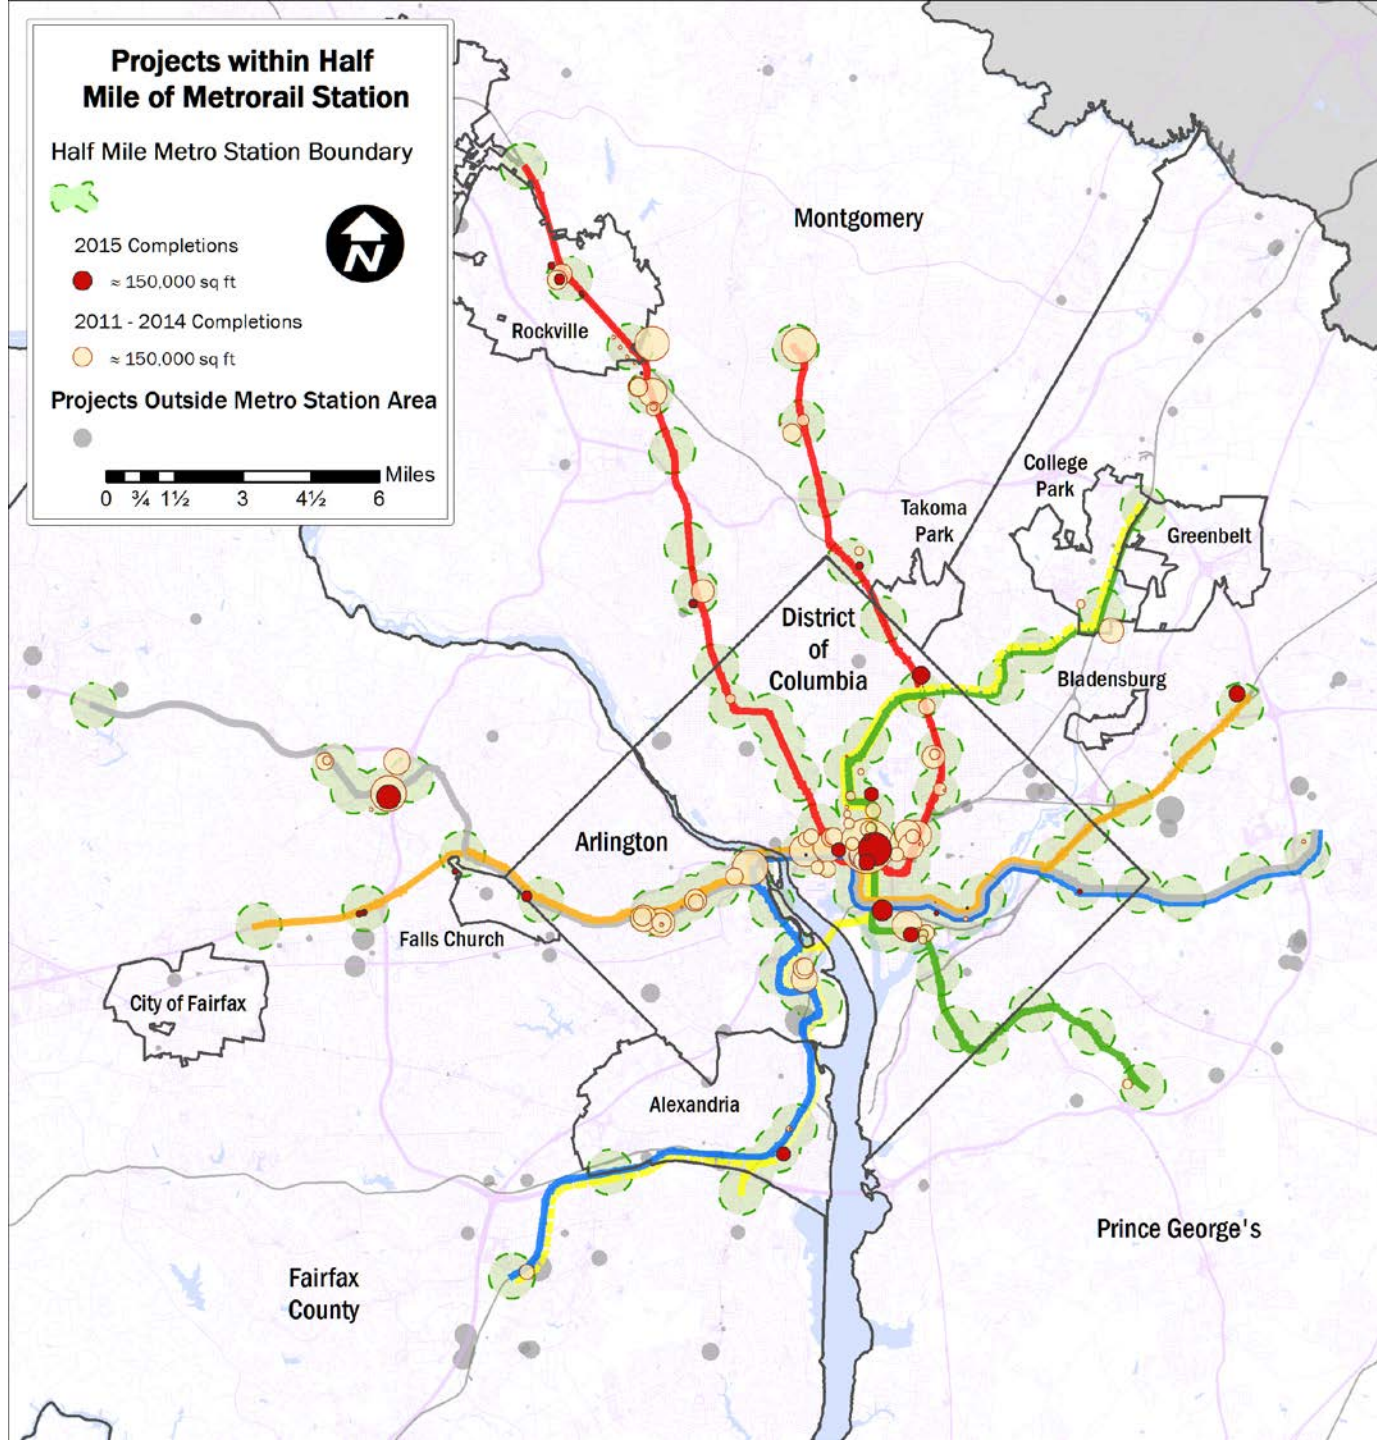 Projects within Half
Mile of Metrorail Station
Half Mile Metro Station Boundary
2015 Completions
≈ 150,000 sq ft
2011 - 2014 Completions
≈ 150,000 sq ft
Projects Outside Metro Station Area
Miles
0 ¾ 1½ 3 4½ 6
N
Montgomery
Rockville
College
Park
Takoma
Park
Greenbelt
District
of
Columbia
Bladensburg
Arlington
Falls Church
City of Fairfax
Alexandria
Prince George's
Fairfax
County